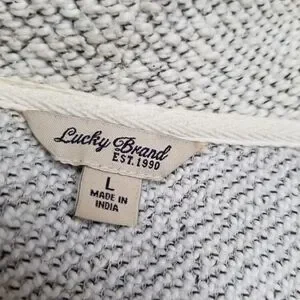 Lucky Brand
EST. 1990
L
MADE IN
INDIA